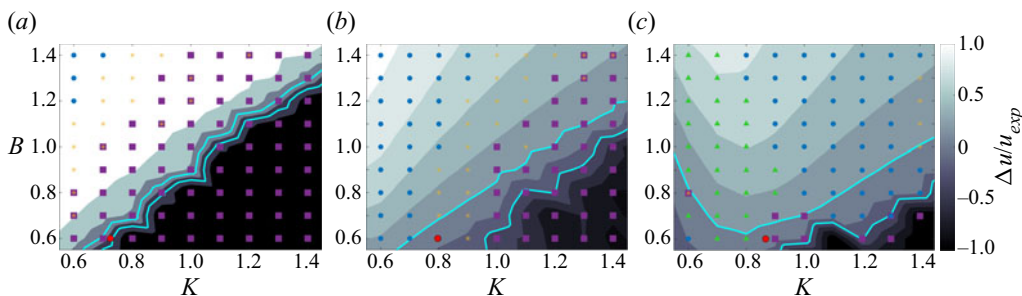 (a) (b) (c)
1.4 1.4 1.4 1.0
1.2 1.2 1.2 0.5
B 1.0 1.0 1.0 0 Δu/u_exp
0.8 0.8 0.8 −0.5
0.6 0.6 0.6 −1.0
0.6 0.8 1.0 1.2 1.4 0.6 0.8 1.0 1.2 1.4 0.6 0.8 1.0 1.2 1.4
K K K